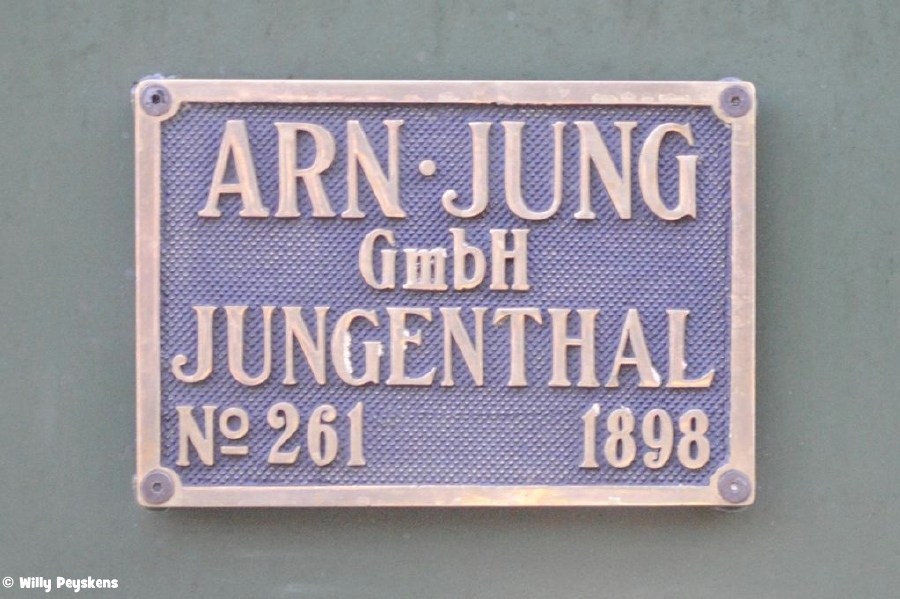 ARN·JUNG
GmbH
JUNGENTHAL
Nº 261 1898
© Willy Peyskens